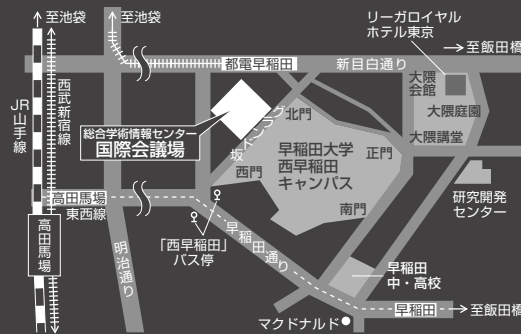 至池袋
至池袋
リーガロイヤル
ホテル東京
至飯田橋
都電早稲田
新目白通り
大隈
会館
大隈庭園
大隈講堂
JR
山手線
西武新宿線
総合学術情報センター
国際会議場
グランド坂
北門
早稲田大学
西早稲田
キャンパス
正門
西門
南門
研究開発
センター
高田馬場
東西線
高田馬場
明治通り
「西早稲田」
バス停
早稲田通り
早稲田
中・高校
早稲田
至飯田橋
マクドナルド